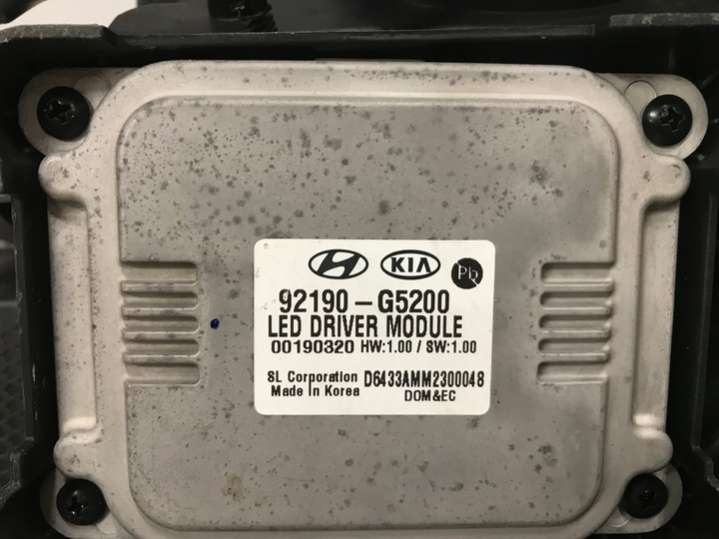 KIA Pb
92190-G5200
LED DRIVER MODULE
00190320 HW:1.00 / SW:1.00
SL Corporation D6433AMM2300048
Made In Korea DOM&EC